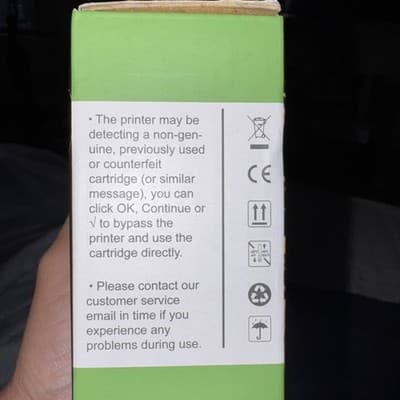 • The printer may be
detecting a non-gen-
uine, previously used
or counterfeit
cartridge (or similar
message), you can
click OK, Continue or
√ to bypass the
printer and use the
cartridge directly.
• Please contact our
customer service
email in time if you
experience any
problems during use.
CE